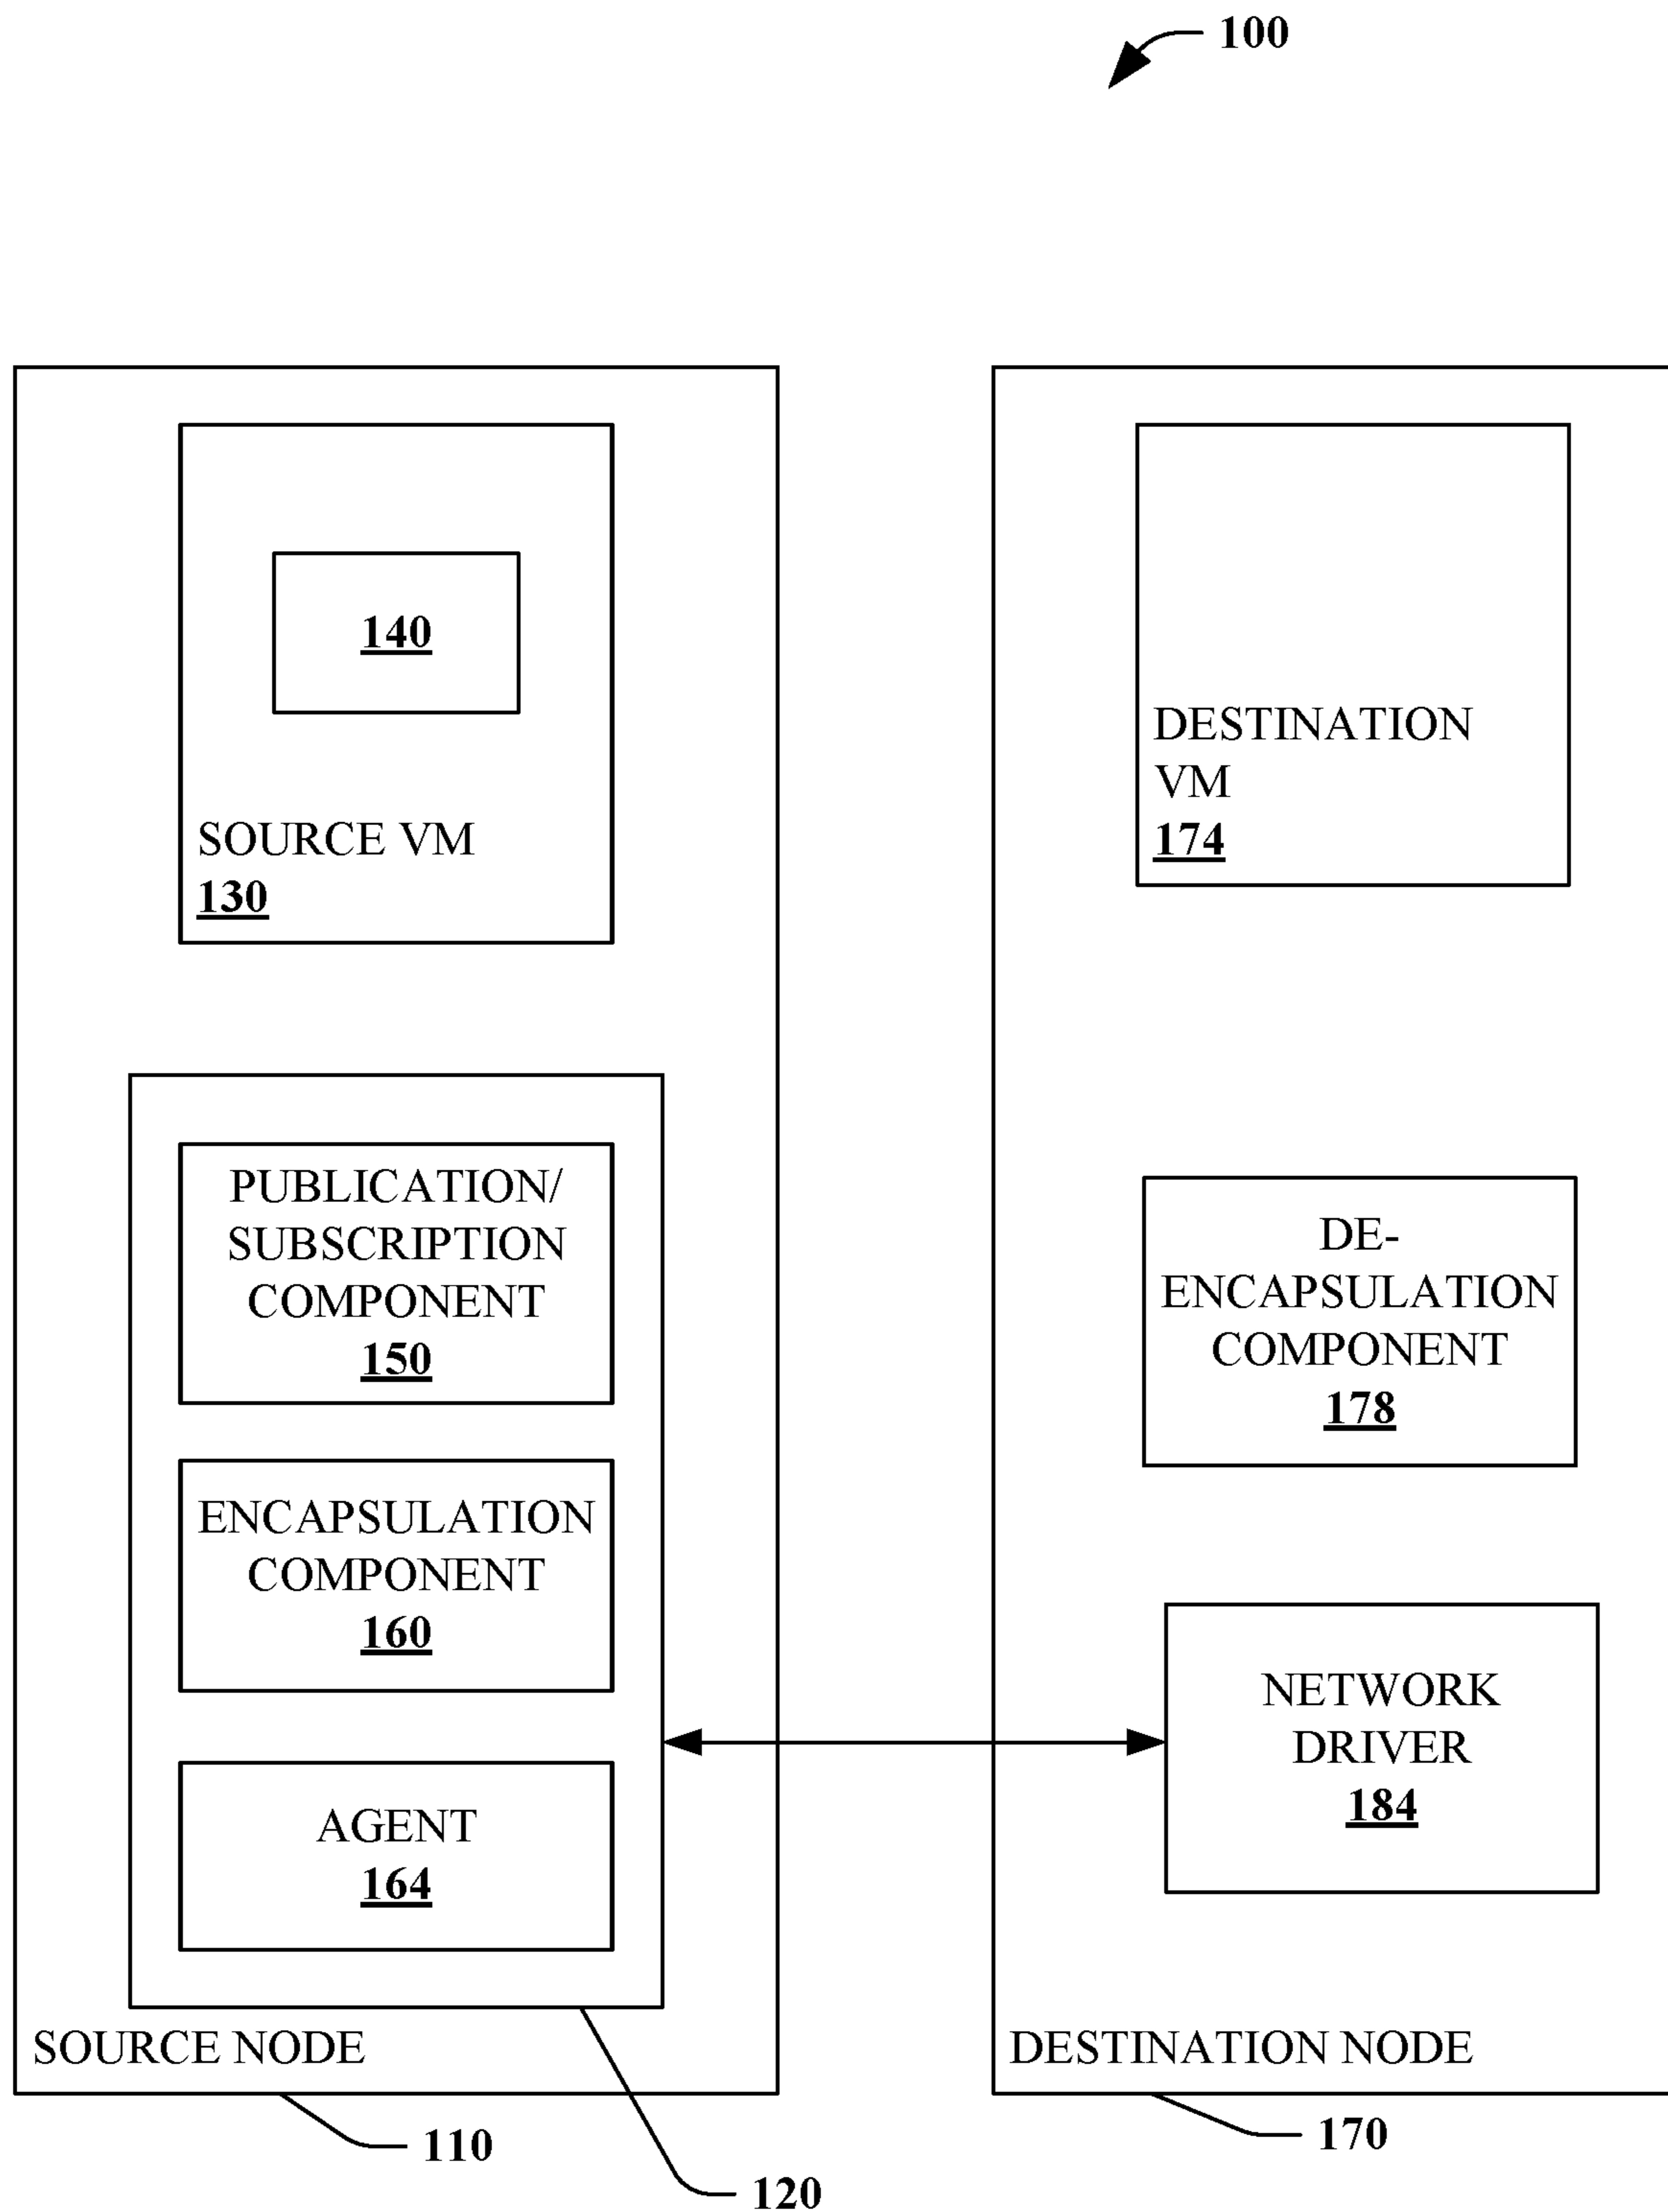 100
140
SOURCE VM
130
PUBLICATION/
SUBSCRIPTION
COMPONENT
150
ENCAPSULATION
COMPONENT
160
AGENT
164
SOURCE NODE
110
120
DESTINATION
VM
174
DE-
ENCAPSULATION
COMPONENT
178
NETWORK
DRIVER
184
DESTINATION NODE
170